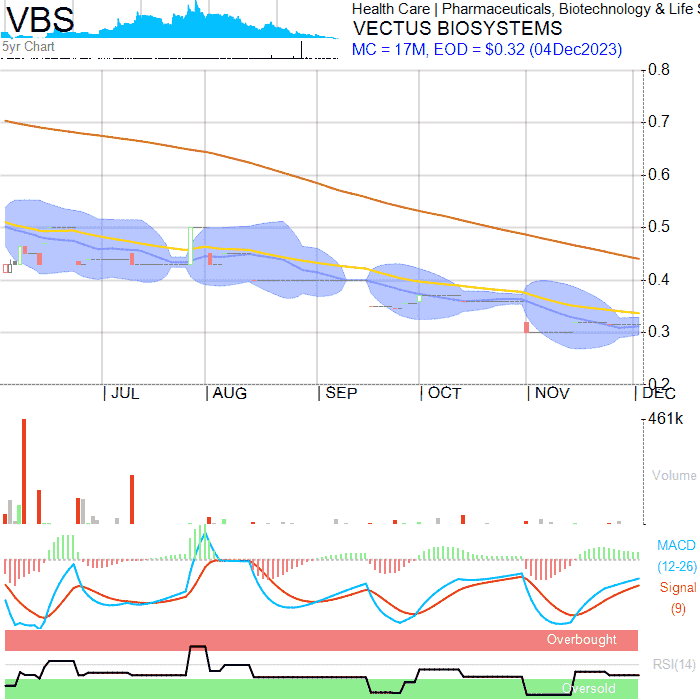 VBS
Health Care | Pharmaceuticals, Biotechnology & Life
VECTUS BIOSYSTEMS
MC = 17M, EOD = $0.32 (04Dec2023)
5yr Chart
0.8
0.7
0.6
0.5
0.4
0.3
0.2
| JUL | AUG | SEP | OCT | NOV | DEC
461k
Volume
MACD
(12-26)
Signal
(9)
Overbought
RSI(14)
Oversold